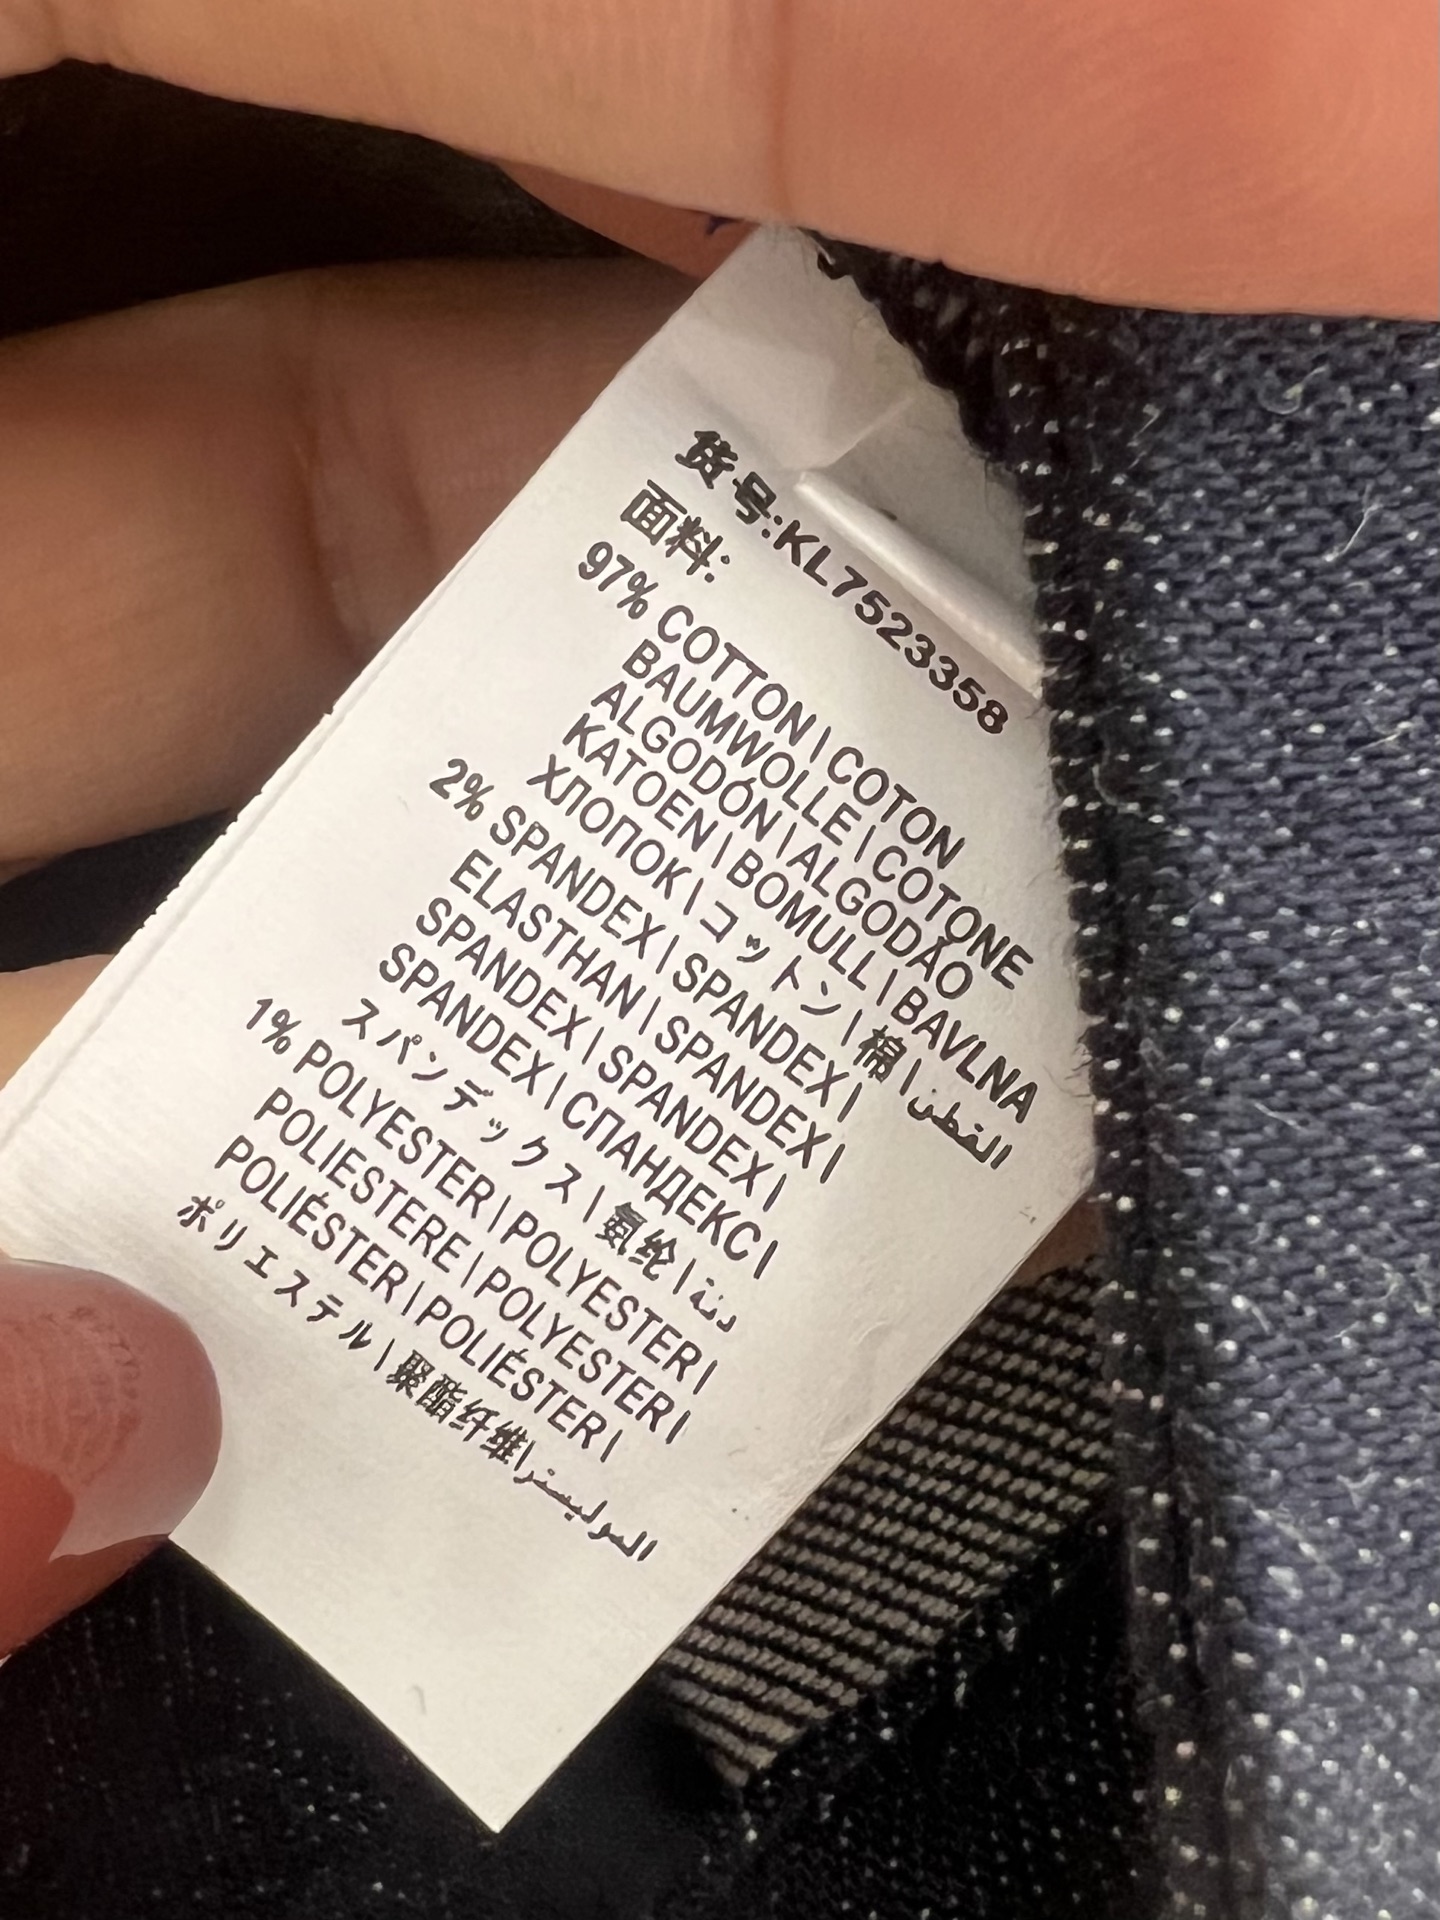 货号:KL7523358
面料:
97% COTTON | COTON
BAUMWOLLE | COTONE
ALGODÓN | ALGODÃO
KATOEN | BOMULL | BAVLNA
ХЛОПОК | コットン | 棉 | القطن
2% SPANDEX | SPANDEX |
ELASTHAN | SPANDEX |
SPANDEX | SPANDEX |
SPANDEX | СПАНДЕКС |
スパンデックス | 氨纶 |
1% POLYESTER | POLYESTER |
POLIESTERE | POLYESTER |
POLIÉSTER | POLIÉSTER |
ポリエステル | 聚酯纤维 |